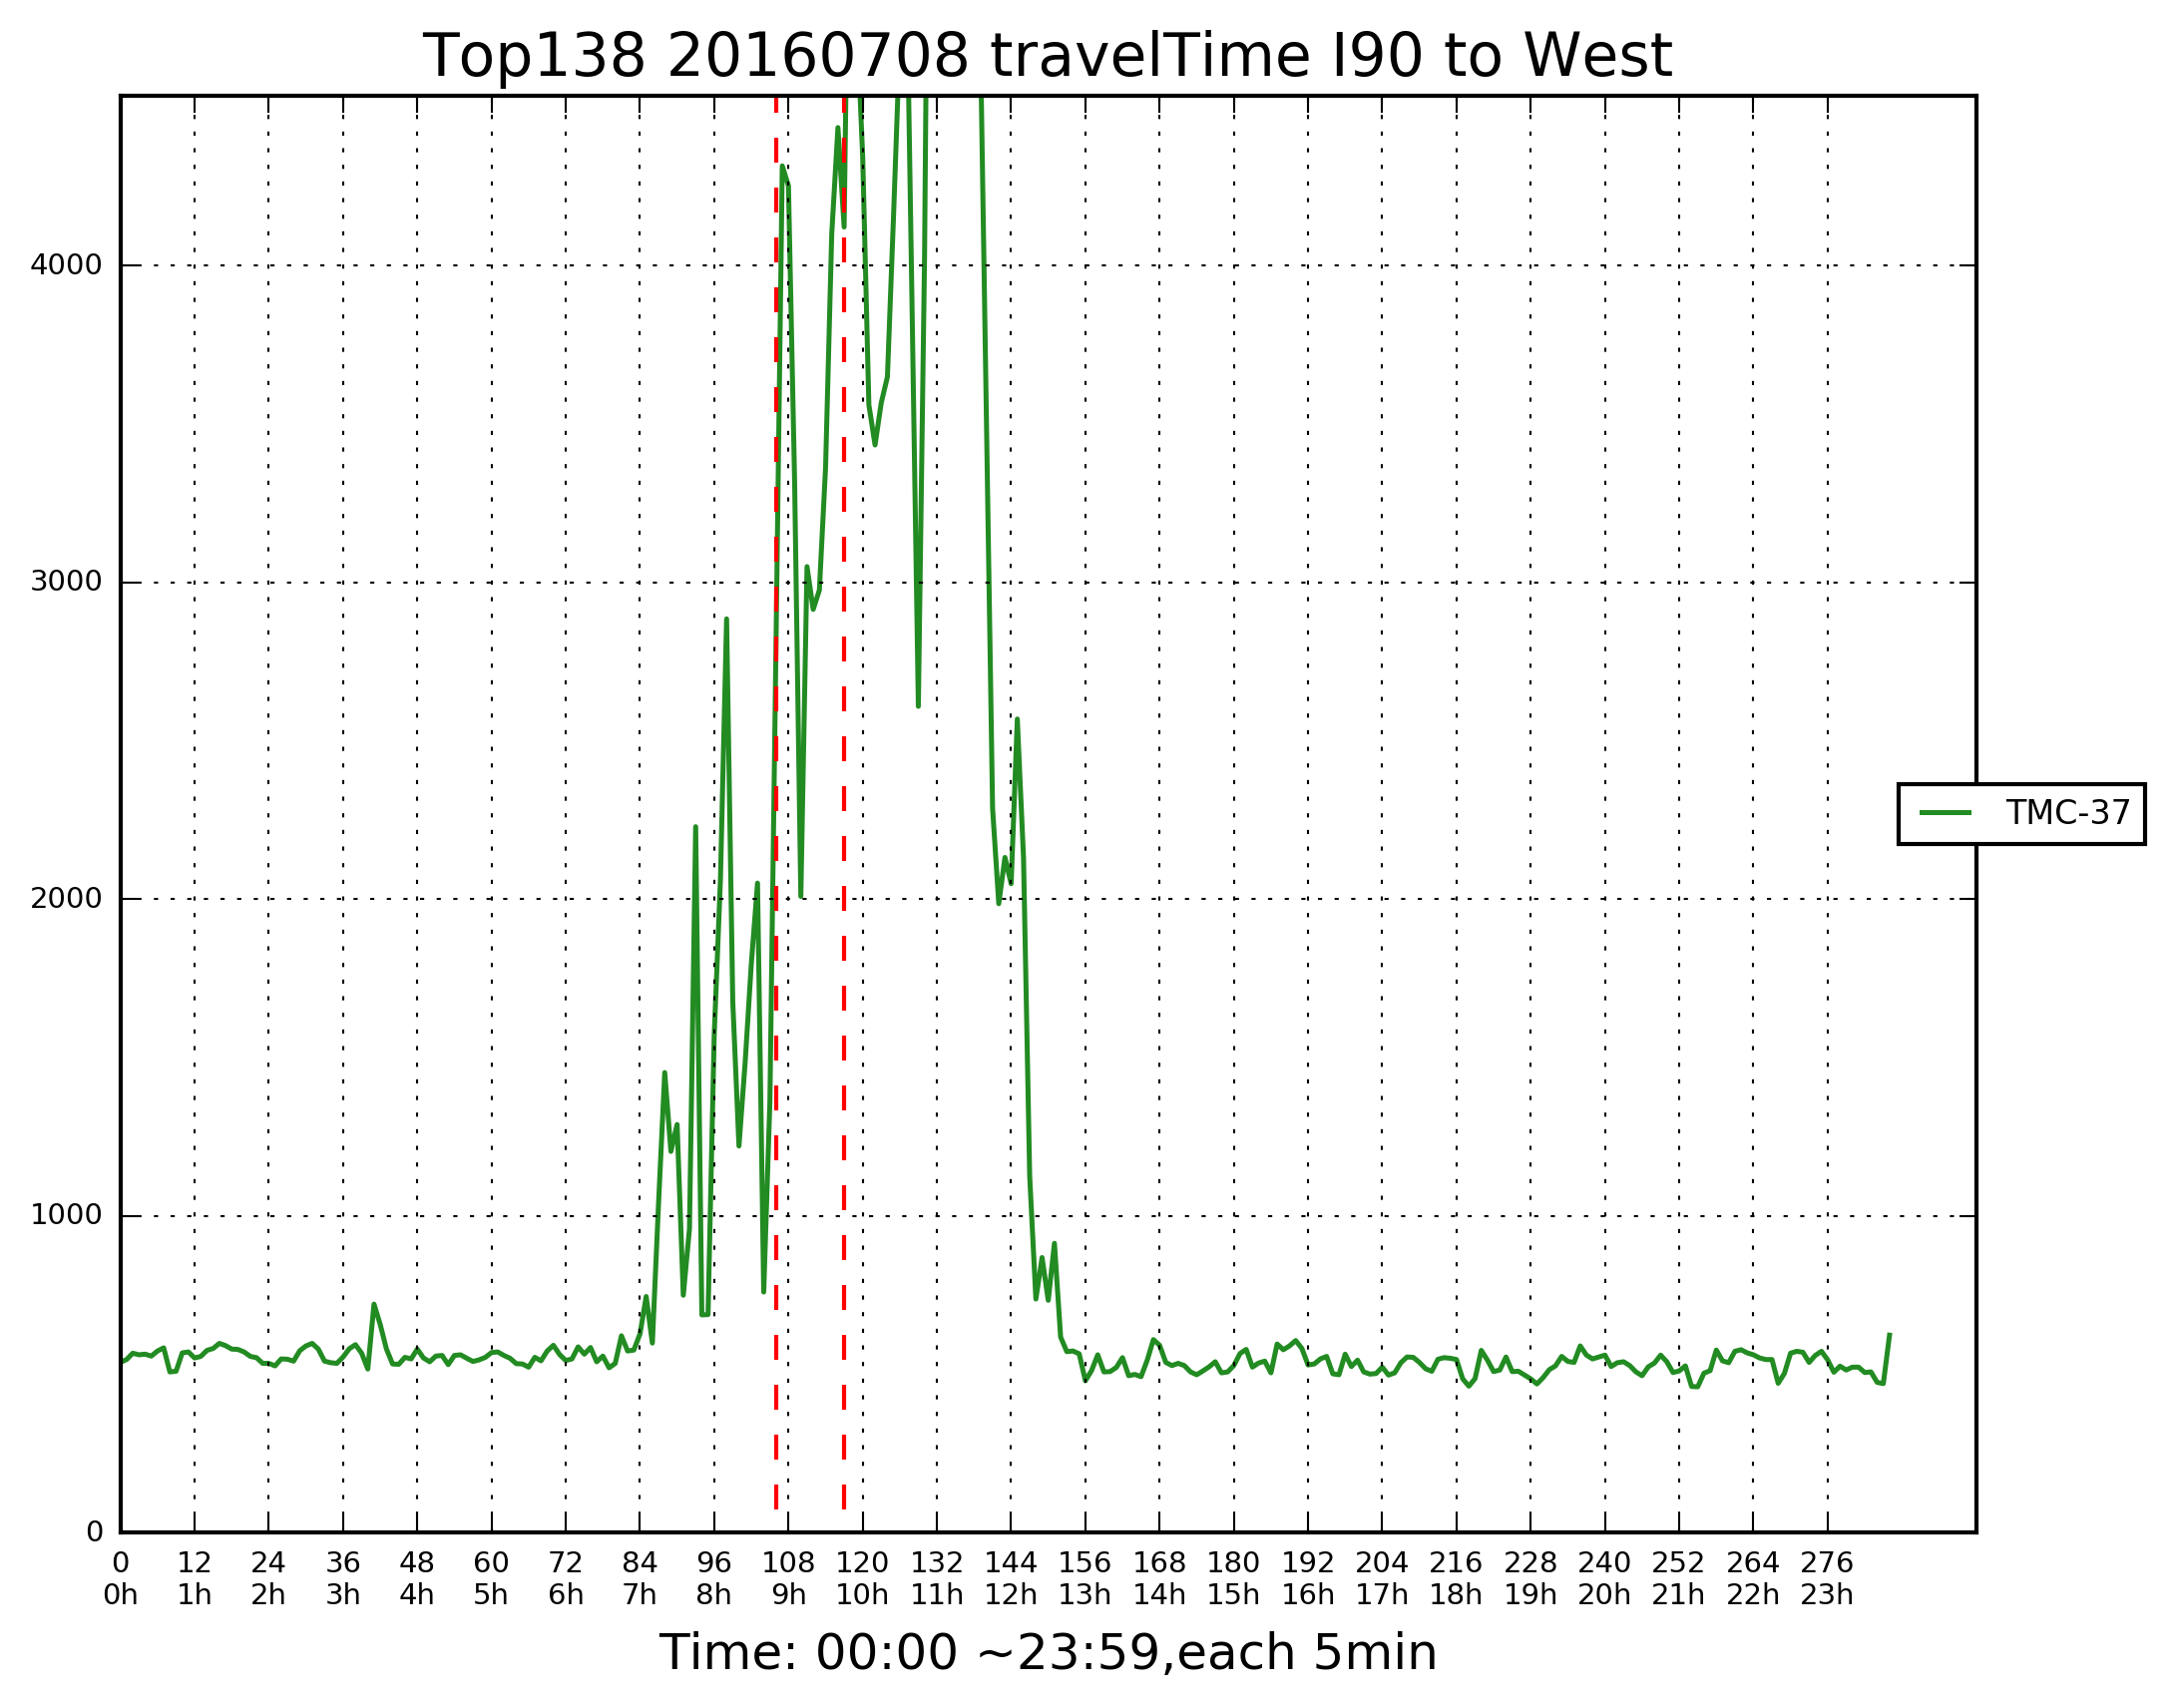 Top138 20160708 travelTime I90 to West
4000
3000
2000
1000
0
TMC-37
0 12 24 36 48 60 72 84 96 108 120 132 144 156 168 180 192 204 216 228 240 252 264 276
0h 1h 2h 3h 4h 5h 6h 7h 8h 9h 10h 11h 12h 13h 14h 15h 16h 17h 18h 19h 20h 21h 22h 23h
Time: 00:00 ~23:59,each 5min